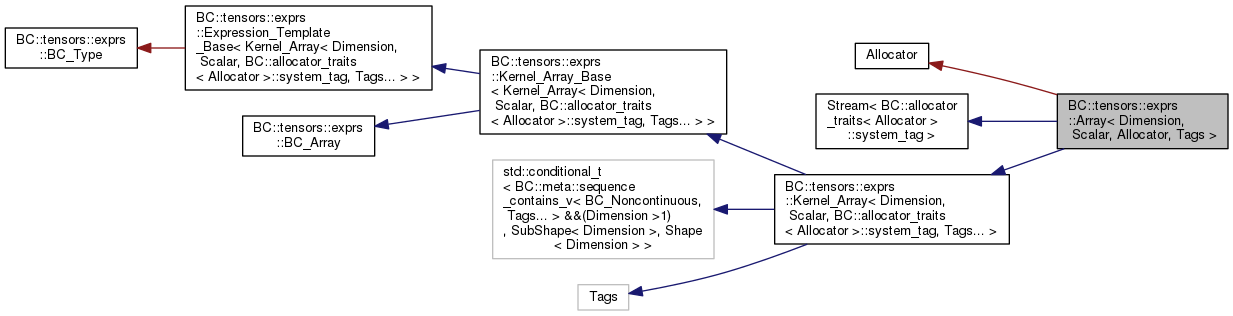 BC::tensors::exprs
::BC_Type
BC::tensors::exprs
::Expression_Template
_Base< Kernel_Array< Dimension,
Scalar, BC::allocator_traits
< Allocator >::system_tag, Tags... > >
BC::tensors::exprs
::BC_Array
BC::tensors::exprs
::Kernel_Array_Base
< Kernel_Array< Dimension,
Scalar, BC::allocator_traits
< Allocator >::system_tag, Tags... > >
std::conditional_t
< BC::meta::sequence
_contains_v< BC_Noncontinuous,
Tags... > &&(Dimension >1)
, SubShape< Dimension >, Shape
< Dimension > >
Tags
Allocator
Stream< BC::allocator
_traits< Allocator >
::system_tag >
BC::tensors::exprs
::Kernel_Array< Dimension,
Scalar, BC::allocator_traits
< Allocator >::system_tag, Tags... >
BC::tensors::exprs
::Array< Dimension,
Scalar, Allocator, Tags >